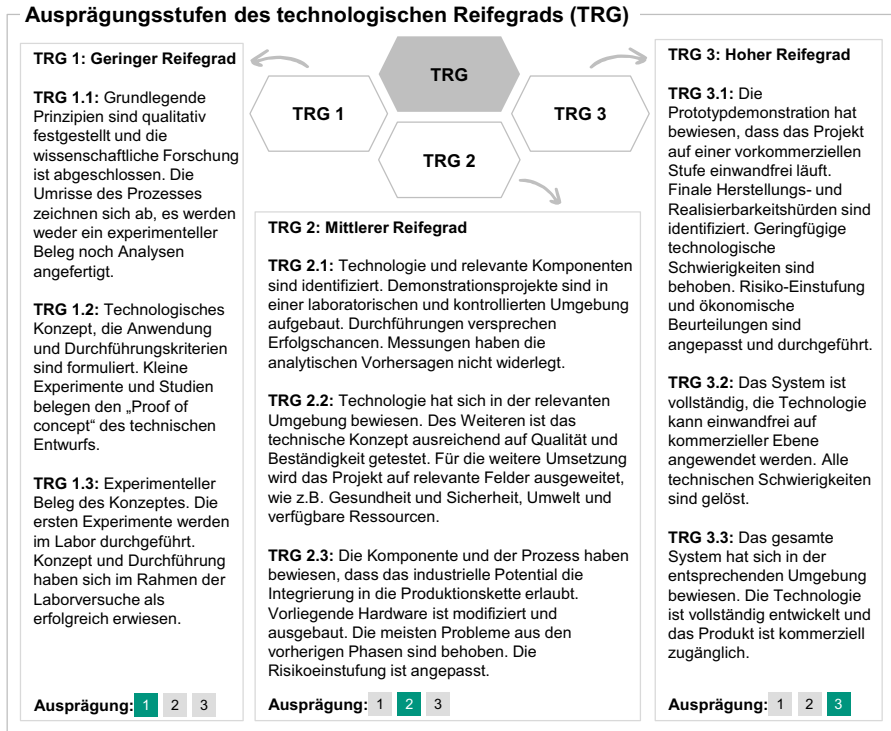 Ausprägungsstufen des technologischen Reifegrads (TRG)
TRG
TRG 1
TRG 3
TRG 2
TRG 1: Geringer Reifegrad
TRG 1.1: Grundlegende
Prinzipien sind qualitativ
festgestellt und die
wissenschaftliche Forschung
ist abgeschlossen. Die
Umrisse des Prozesses
zeichnen sich ab, es werden
weder ein experimenteller
Beleg noch Analysen
angefertigt.
TRG 1.2: Technologisches
Konzept, die Anwendung
und Durchführungskriterien
sind formuliert. Kleine
Experimente und Studien
belegen den „Proof of
concept“ des technischen
Entwurfs.
TRG 1.3: Experimenteller
Beleg des Konzeptes. Die
ersten Experimente werden
im Labor durchgeführt.
Konzept und Durchführung
haben sich im Rahmen der
Laborversuche als
erfolgreich erwiesen.
Ausprägung: 1 2 3
TRG 2: Mittlerer Reifegrad
TRG 2.1: Technologie und relevante Komponenten
sind identifiziert. Demonstrationsprojekte sind in
einer laboratorischen und kontrollierten Umgebung
aufgebaut. Durchführungen versprechen
Erfolgschancen. Messungen haben die
analytischen Vorhersagen nicht widerlegt.
TRG 2.2: Technologie hat sich in der relevanten
Umgebung bewiesen. Des Weiteren ist das
technische Konzept ausreichend auf Qualität und
Beständigkeit getestet. Für die weitere Umsetzung
wird das Projekt auf relevante Felder ausgeweitet,
wie z.B. Gesundheit und Sicherheit, Umwelt und
verfügbare Ressourcen.
TRG 2.3: Die Komponente und der Prozess haben
bewiesen, dass das industrielle Potential die
Integrierung in die Produktionskette erlaubt.
Vorliegende Hardware ist modifiziert und
ausgebaut. Die meisten Probleme aus den
vorherigen Phasen sind behoben. Die
Risikoeinstufung ist angepasst.
Ausprägung: 1 2 3
TRG 3: Hoher Reifegrad
TRG 3.1: Die
Prototypdemonstration hat
bewiesen, dass das Projekt
auf einer vorkommerziellen
Stufe einwandfrei läuft.
Finale Herstellungs- und
Realisierbarkeitshürden sind
identifiziert. Geringfügige
technologische
Schwierigkeiten sind
behoben. Risiko-Einstufung
und ökonomische
Beurteilungen sind
angepasst und durchgeführt.
TRG 3.2: Das System ist
vollständig, die Technologie
kann einwandfrei auf
kommerzieller Ebene
angewendet werden. Alle
technischen Schwierigkeiten
sind gelöst.
TRG 3.3: Das gesamte
System hat sich in der
entsprechenden Umgebung
bewiesen. Die Technologie
ist vollständig entwickelt und
das Produkt ist kommerziell
zugänglich.
Ausprägung: 1 2 3